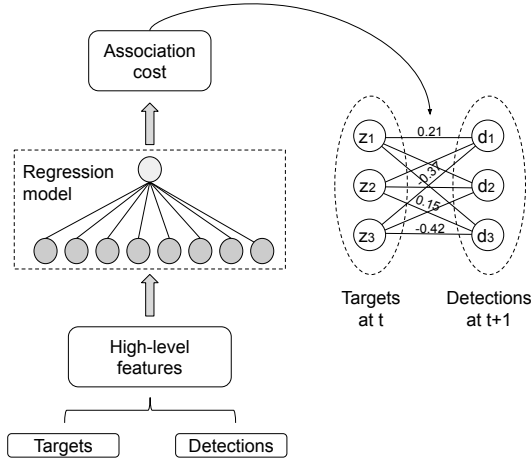 Association
cost
Regression
model
High-level
features
Targets
Detections
z1
z2
z3
d1
d2
d3
0.21
0.37
0.15
-0.42
Targets
at t
Detections
at t+1